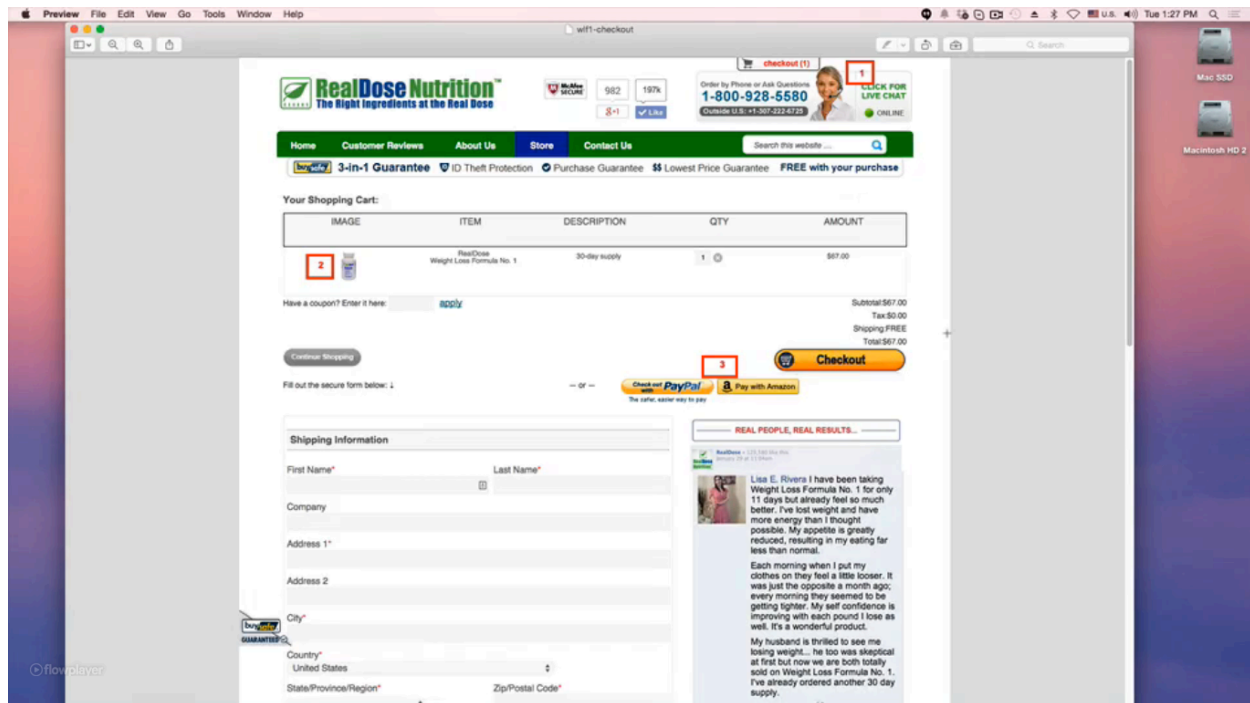 Preview File Edit View Go Tools Window Help
U.S. Tue 1:27 PM
wlf1-checkout
Search
Mac SSD
Macintosh HD 2
checkout (1)
1
RealDose Nutrition™
The Right Ingredients at the Real Dose
McAfee SECURE
982
197k
g+1
Like
Order by Phone or Ask Questions
1-800-928-5580
Outside U.S: +1-307-222-6725
CLICK FOR
LIVE CHAT
ONLINE
Home Customer Reviews About Us Store Contact Us
Search this website ...
buysafe 3-in-1 Guarantee ID Theft Protection Purchase Guarantee $$ Lowest Price Guarantee FREE with your purchase
Your Shopping Cart:
IMAGE ITEM DESCRIPTION QTY AMOUNT
2
RealDose
Weight Loss Formula No. 1
30-day supply
1
$67.00
Have a coupon? Enter it here: apply
Subtotal:$67.00
Tax:$0.00
Shipping:FREE
Total:$67.00
Continue Shopping
3
Checkout
Fill out the secure form below: ↓
— or —
Check out with PayPal
The safer, easier way to pay
a Pay with Amazon
Shipping Information
First Name*
Last Name*
Company
Address 1*
Address 2
City*
Country*
United States
State/Province/Region*
Zip/Postal Code*
buysafe
GUARANTEED
flowplayer
REAL PEOPLE, REAL RESULTS...
RealDose
Lisa E. Rivera I have been taking
Weight Loss Formula No. 1 for only
11 days but already feel so much
better. I've lost weight and have
more energy than I thought
possible. My appetite is greatly
reduced, resulting in my eating far
less than normal.
Each morning when I put my
clothes on they feel a little looser. It
was just the opposite a month ago;
every morning they seemed to be
getting tighter. My self confidence is
improving with each pound I lose as
well. It's a wonderful product.
My husband is thrilled to see me
losing weight... he too was skeptical
at first but now we are both totally
sold on Weight Loss Formula No. 1.
I've already ordered another 30 day
supply.